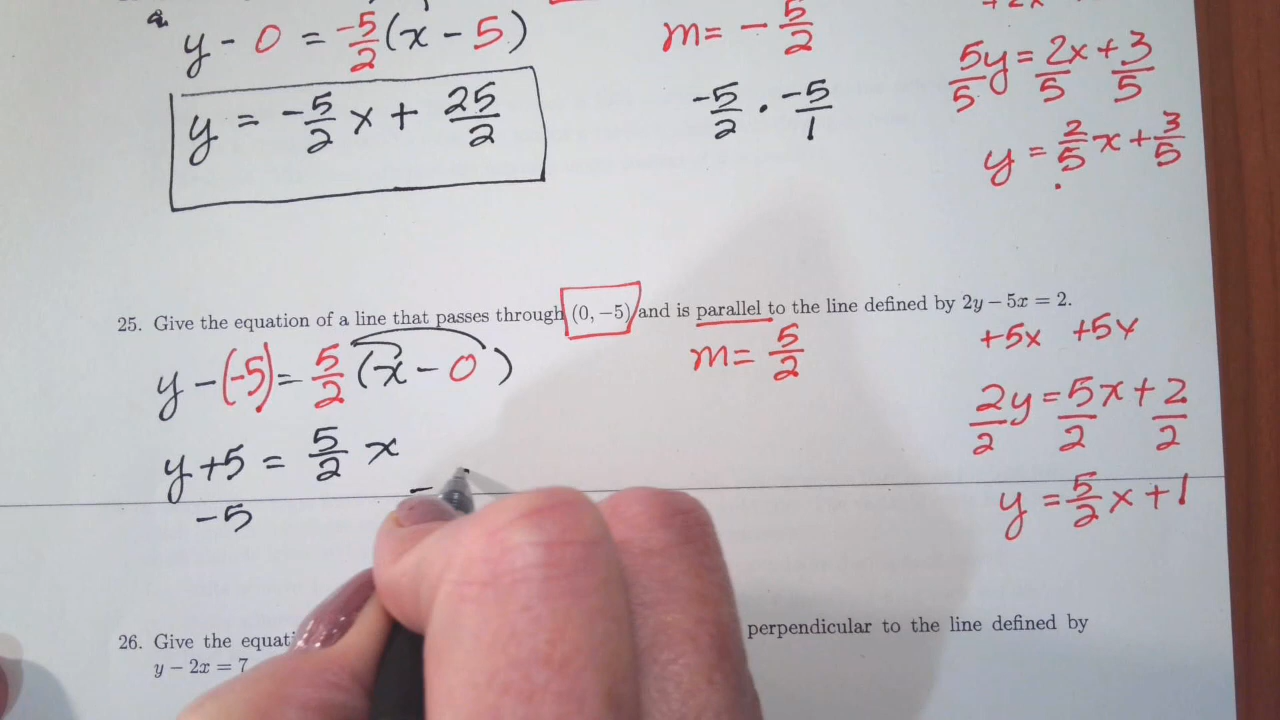 y - 0 = -5/2 (x - 5)
y = -5/2 x + 25/2
m = - 5/2
-5/2 · -5/1
5y/5 = 2x/5 + 3/5
y = 2/5 x + 3/5
25. Give the equation of a line that passes through (0, −5) and is parallel to the line defined by 2y − 5x = 2.
y - (-5) = 5/2 (x - 0)
y + 5 = 5/2 x
-5 -
m = 5/2
+5x +5x
2y/2 = 5x/2 + 2/2
y = 5/2 x + 1
26. Give the equati perpendicular to the line defined by
y − 2x = 7